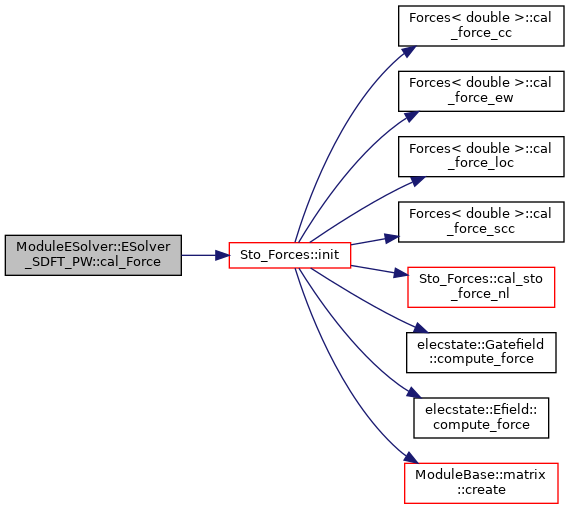 ModuleESolver::ESolver
_SDFT_PW::cal_Force
Sto_Forces::init
Forces< double >::cal
_force_cc
Forces< double >::cal
_force_ew
Forces< double >::cal
_force_loc
Forces< double >::cal
_force_scc
Sto_Forces::cal_sto
_force_nl
elecstate::Gatefield
::compute_force
elecstate::Efield::
compute_force
ModuleBase::matrix
::create